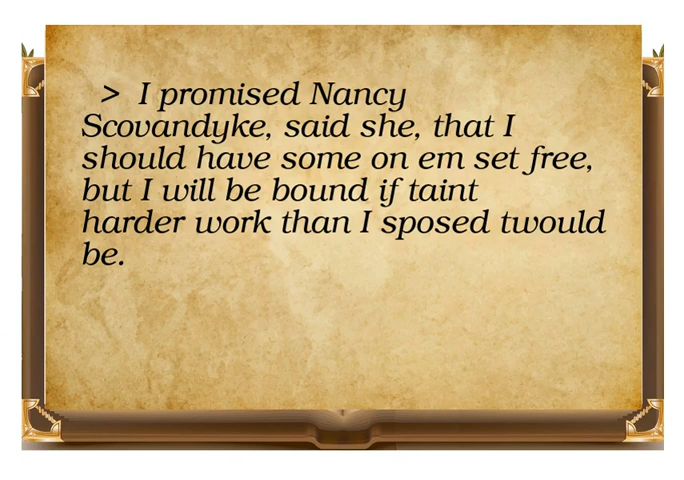 > I promised Nancy
Scovandyke, said she, that I
should have some on em set free,
but I will be bound if taint
harder work than I sposed twould
be.